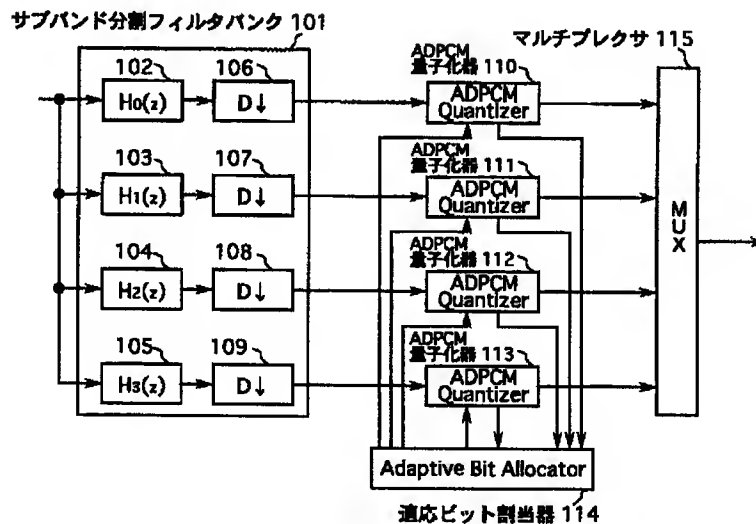 サブバンド分割フィルタバンク 101
マルチプレクサ 115
102
106
H0(z)
D↓
ADPCM
量子化器 110
ADPCM
Quantizer
103
107
H1(z)
D↓
ADPCM
量子化器 111
ADPCM
Quantizer
104
108
H2(z)
D↓
ADPCM
量子化器 112
ADPCM
Quantizer
105
109
H3(z)
D↓
ADPCM
量子化器 113
ADPCM
Quantizer
MUX
Adaptive Bit Allocator
適応ビット割当器 114